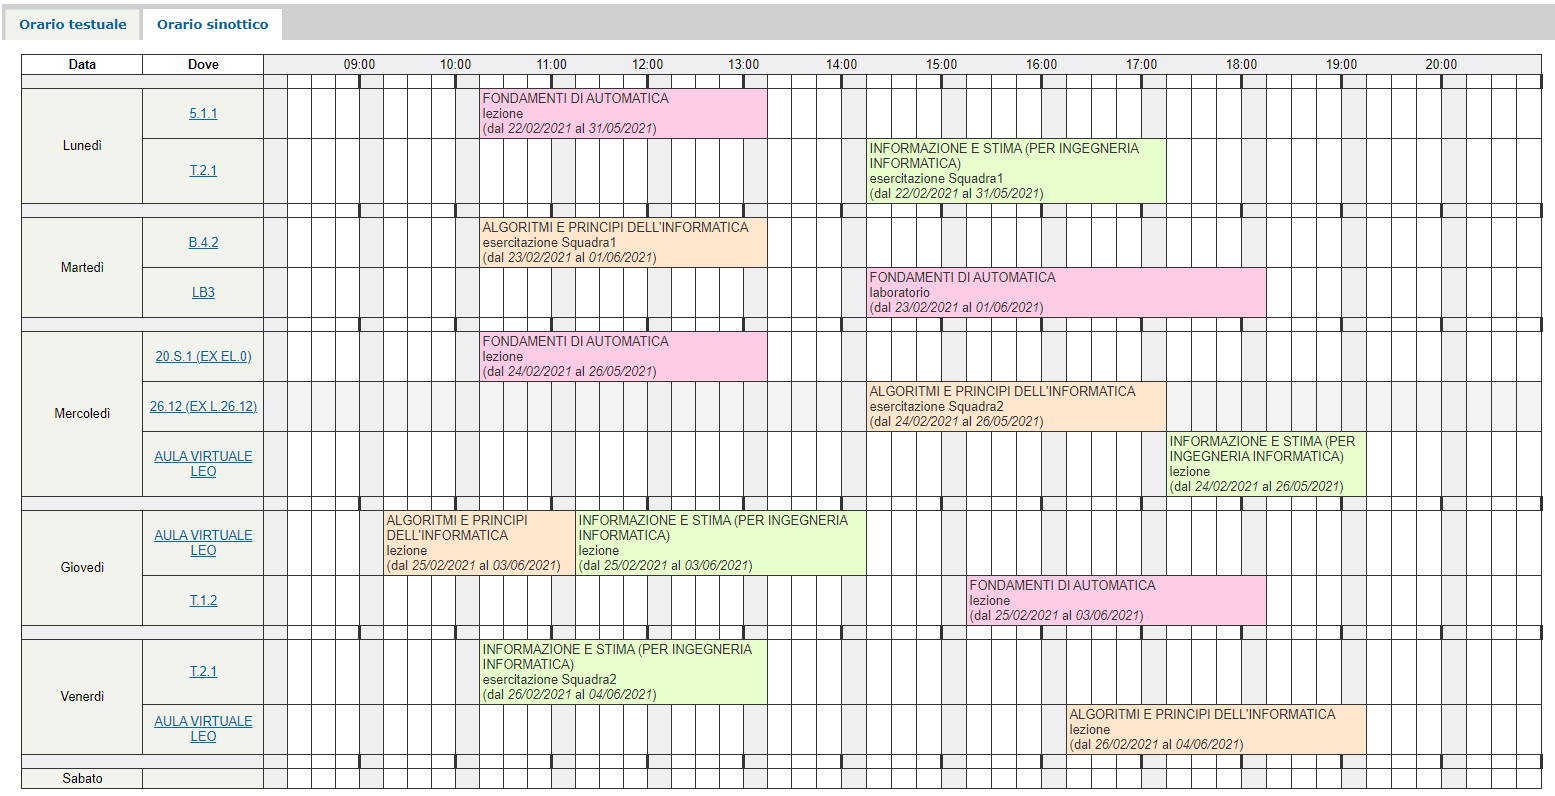 Orario testuale Orario sinottico
Data Dove 09:00 10:00 11:00 12:00 13:00 14:00 15:00 16:00 17:00 18:00 19:00 20:00
Lunedì
5.1.1
FONDAMENTI DI AUTOMATICA
lezione
(dal 22/02/2021 al 31/05/2021)
T.2.1
INFORMAZIONE E STIMA (PER INGEGNERIA
INFORMATICA)
esercitazione Squadra1
(dal 22/02/2021 al 31/05/2021)
Martedì
B.4.2
ALGORITMI E PRINCIPI DELL'INFORMATICA
esercitazione Squadra1
(dal 23/02/2021 al 01/06/2021)
LB3
FONDAMENTI DI AUTOMATICA
laboratorio
(dal 23/02/2021 al 01/06/2021)
Mercoledì
20.S.1 (EX EL.0)
FONDAMENTI DI AUTOMATICA
lezione
(dal 24/02/2021 al 26/05/2021)
26.12 (EX L.26.12)
ALGORITMI E PRINCIPI DELL'INFORMATICA
esercitazione Squadra2
(dal 24/02/2021 al 26/05/2021)
AULA VIRTUALE
LEO
INFORMAZIONE E STIMA (PER
INGEGNERIA INFORMATICA)
lezione
(dal 24/02/2021 al 26/05/2021)
Giovedì
AULA VIRTUALE
LEO
ALGORITMI E PRINCIPI
DELL'INFORMATICA
lezione
(dal 25/02/2021 al 03/06/2021)
INFORMAZIONE E STIMA (PER INGEGNERIA
INFORMATICA)
lezione
(dal 25/02/2021 al 03/06/2021)
T.1.2
FONDAMENTI DI AUTOMATICA
lezione
(dal 25/02/2021 al 03/06/2021)
Venerdì
T.2.1
INFORMAZIONE E STIMA (PER INGEGNERIA
INFORMATICA)
esercitazione Squadra2
(dal 26/02/2021 al 04/06/2021)
AULA VIRTUALE
LEO
ALGORITMI E PRINCIPI DELL'INFORMATICA
lezione
(dal 26/02/2021 al 04/06/2021)
Sabato